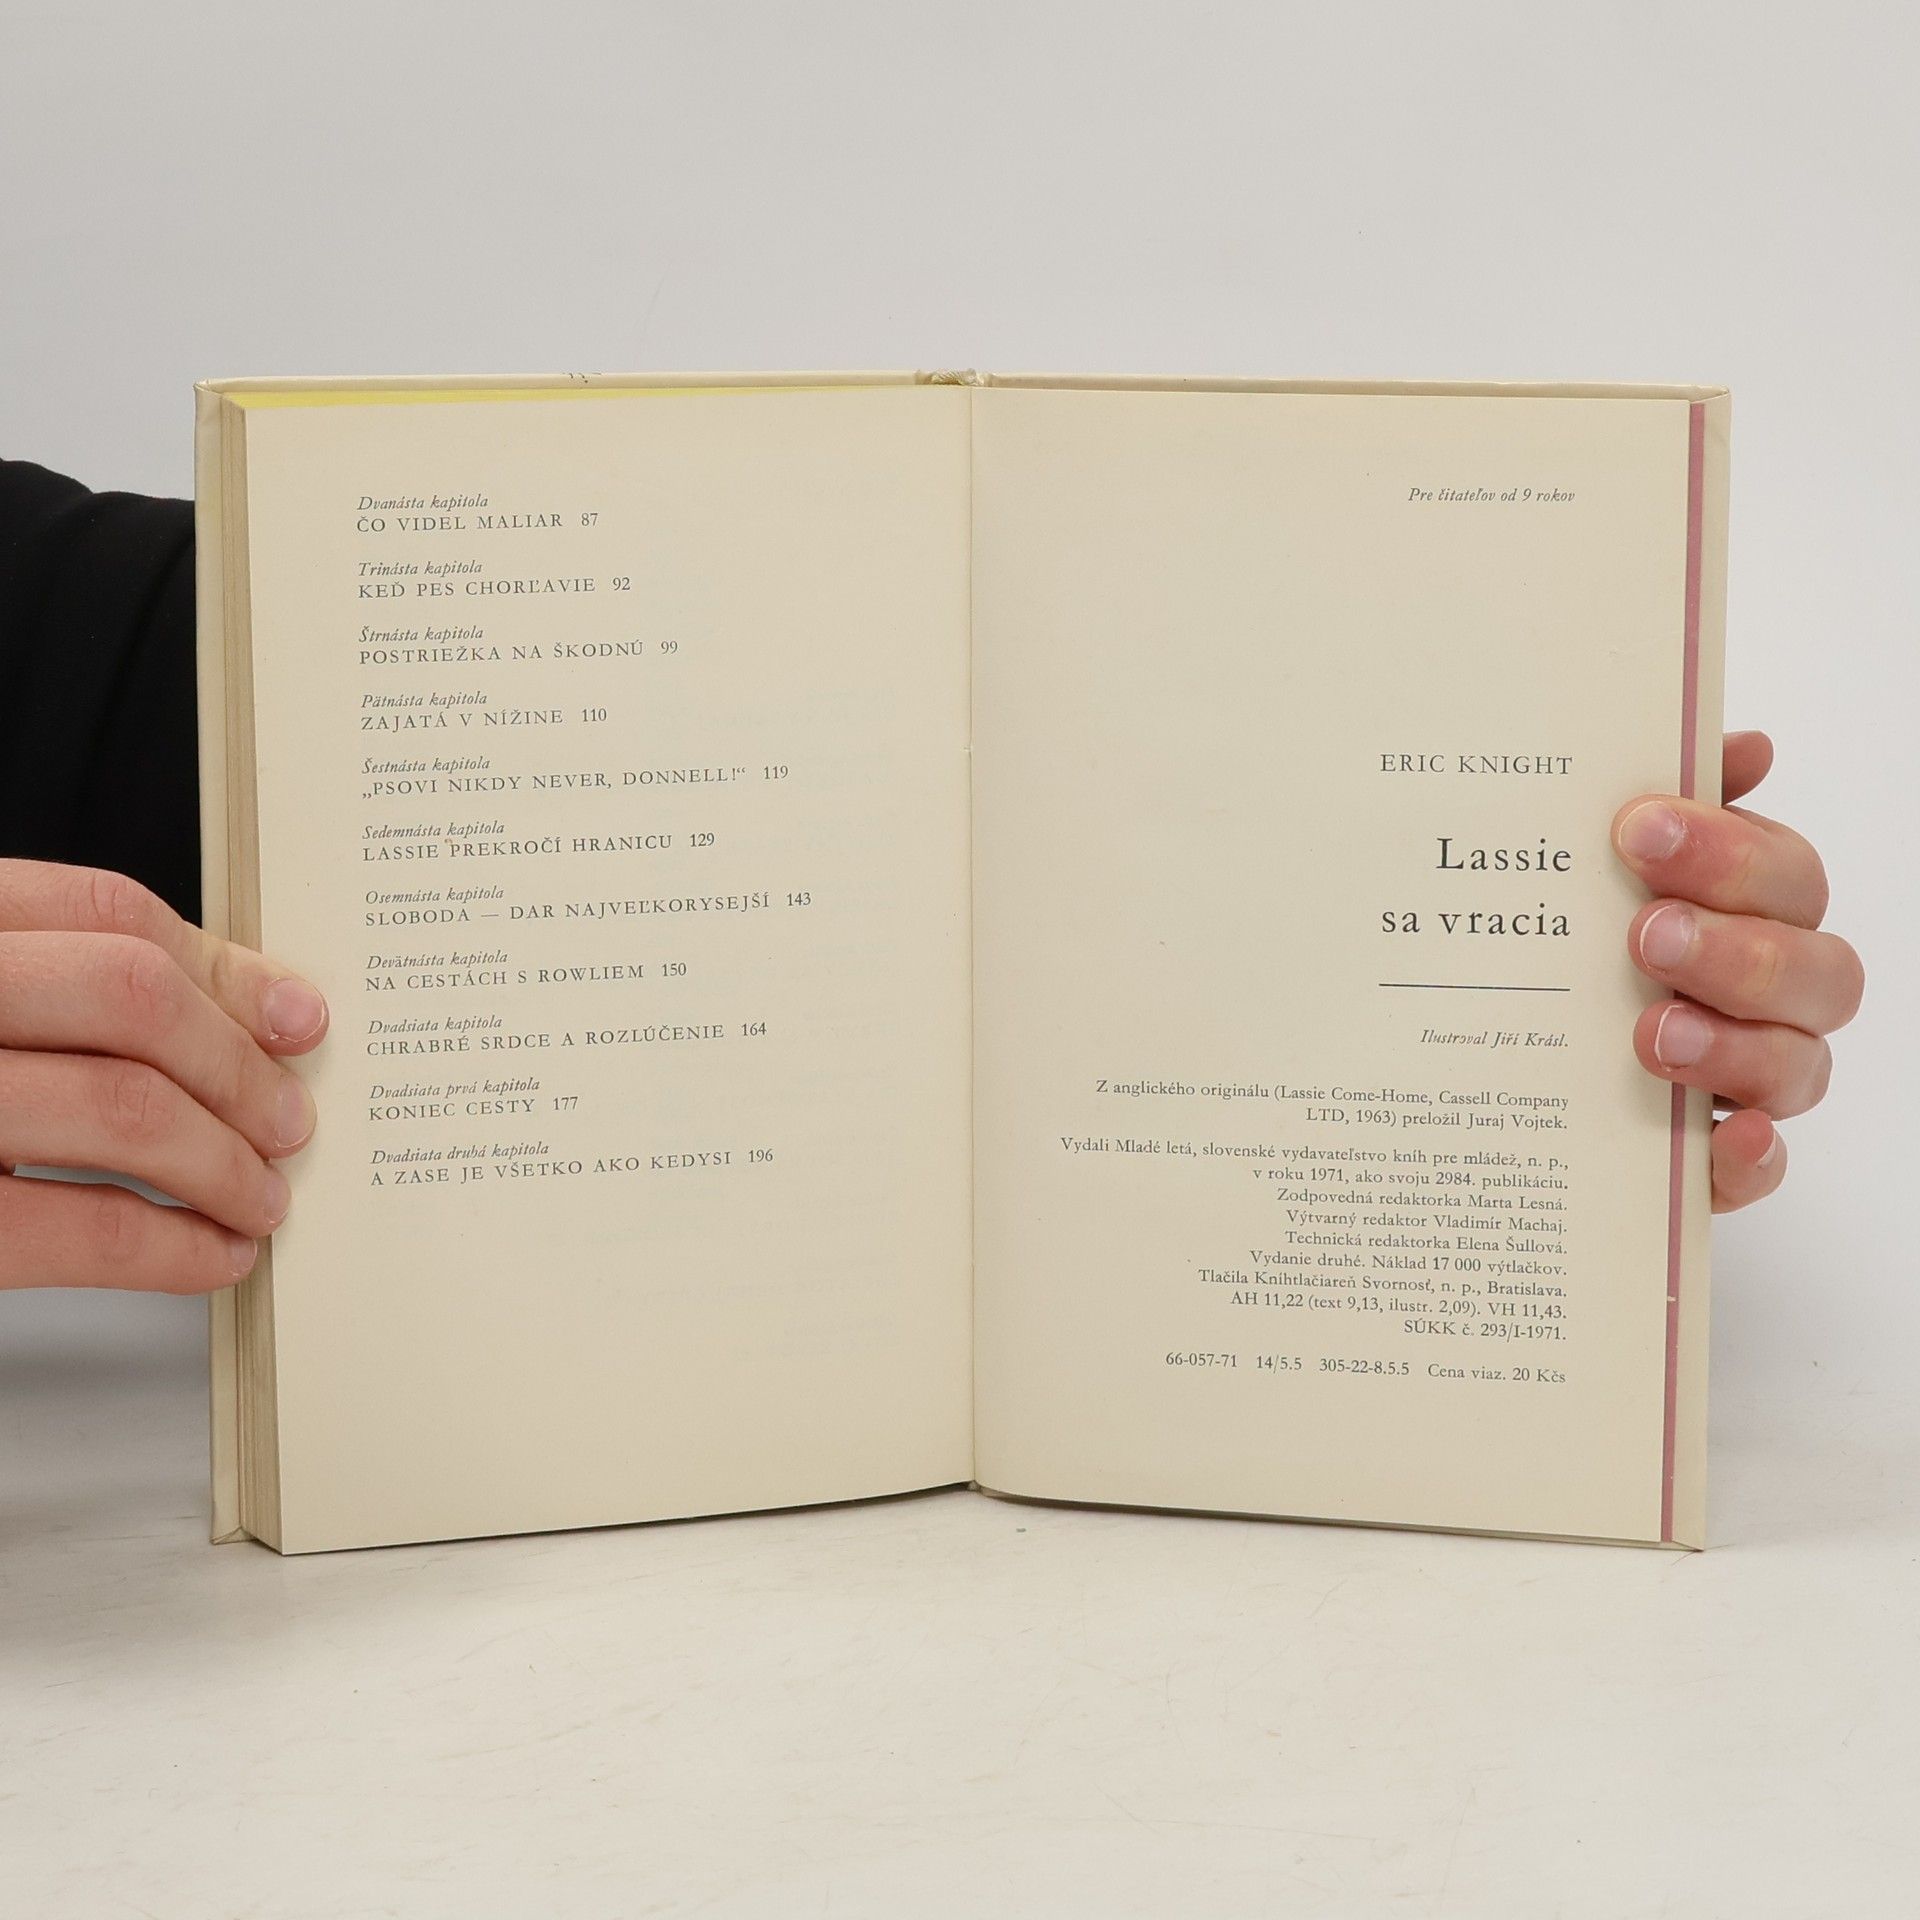 Dvanásta kapitola
ČO VIDEL MALIAR 87
Trinásta kapitola
KEĎ PES CHORĽAVIE 92
Štrnásta kapitola
POSTRIEŽKA NA ŠKODNÚ 99
Pätnásta kapitola
ZAJATÁ V NÍŽINE 110
Šestnásta kapitola
„PSOVI NIKDY NEVER, DONNELL!“ 119
Sedemnásta kapitola
LASSIE PREKROČÍ HRANICU 129
Osemnásta kapitola
SLOBODA — DAR NAJVEĽKORYSEJŠÍ 143
Devätnásta kapitola
NA CESTÁCH S ROWLIEM 150
Dvadsiata kapitola
CHRABRÉ SRDCE A ROZLÚČENIE 164
Dvadsiata prvá kapitola
KONIEC CESTY 177
Dvadsiata druhá kapitola
A ZASE JE VŠETKO AKO KEDYSI 196
Pre čitateľov od 9 rokov
ERIC KNIGHT
Lassie
sa vracia
Ilustroval Jiří Krásl.
Z anglického originálu (Lassie Come-Home, Cassell Company
LTD, 1963) preložil Juraj Vojtek.
Vydali Mladé letá, slovenské vydavateľstvo kníh pre mládež, n. p.,
v roku 1971, ako svoju 2984. publikáciu.
Zodpovedná redaktorka Marta Lesná.
Výtvarný redaktor Vladimír Machaj.
Technická redaktorka Elena Šullová.
Vydanie druhé. Náklad 17 000 výtlačkov.
Tlačila Kníhtlačiareň Svornosť, n. p., Bratislava.
AH 11,22 (text 9,13, ilustr. 2,09). VH 11,43.
SÚKK č. 293/I-1971.
66-057-71 14/5.5 305-22-8.5.5 Cena viaz. 20 Kčs